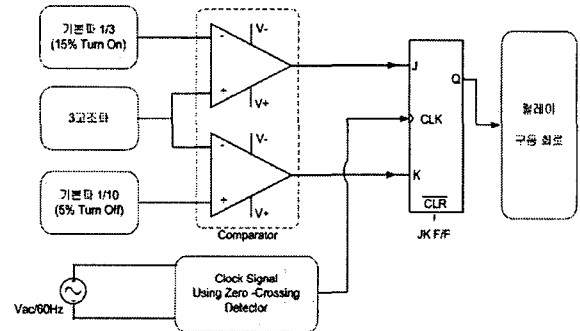 기본파 1/3
(15% Turn On)
3고조파
기본파 1/10
(5% Turn Off)
-
+
V-
V+
-
+
V-
V+
Comparator
J
Q
CLK
K
CLR
JK F/F
릴레이
구동 회로
Vac/60Hz
Clock Signal
Using Zero -Crossing
Detector